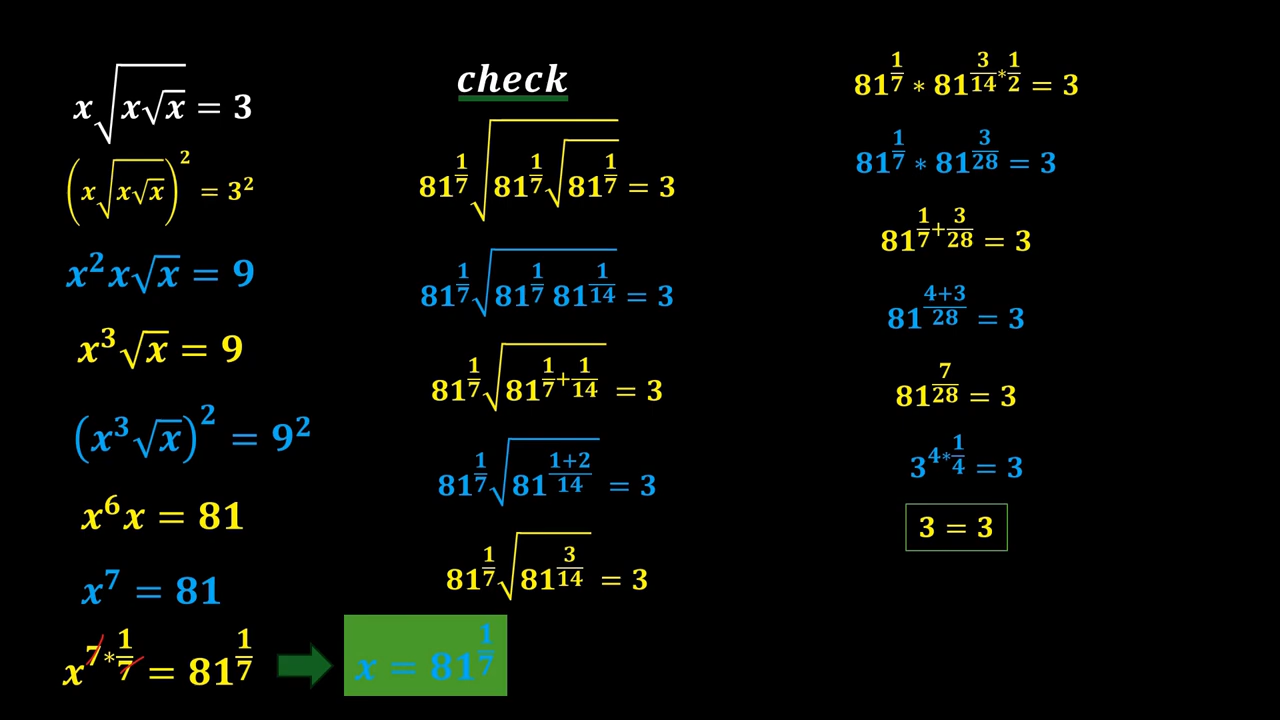 x√(x√x) = 3
(x√(x√x))² = 3²
x²x√x = 9
x³√x = 9
(x³√x)² = 9²
x⁶x = 81
x⁷ = 81
x^(7*1/7) = 81^(1/7)
x = 81^(1/7)
check
81^(1/7)√(81^(1/7)√(81^(1/7))) = 3
81^(1/7)√(81^(1/7) 81^(1/14)) = 3
81^(1/7)√(81^(1/7+1/14)) = 3
81^(1/7)√(81^((1+2)/14)) = 3
81^(1/7)√(81^(3/14)) = 3
81^(1/7) * 81^(3/14*1/2) = 3
81^(1/7) * 81^(3/28) = 3
81^(1/7+3/28) = 3
81^((4+3)/28) = 3
81^(7/28) = 3
3^(4*1/4) = 3
3 = 3